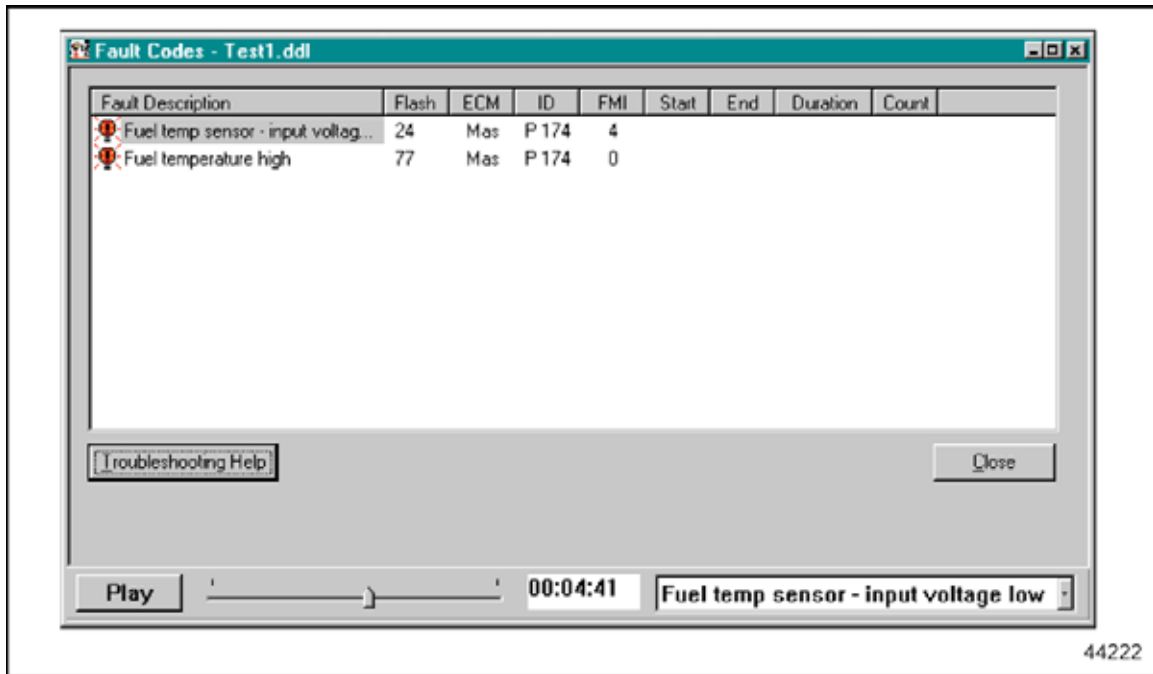 Fault Codes - Test1.ddl
Fault Description Flash ECM ID FMI Start End Duration Count
Fuel temp sensor - input voltag... 24 Mas P 174 4
Fuel temperature high 77 Mas P 174 0
Troubleshooting Help Close
Play 00:04:41 Fuel temp sensor - input voltage low
44222